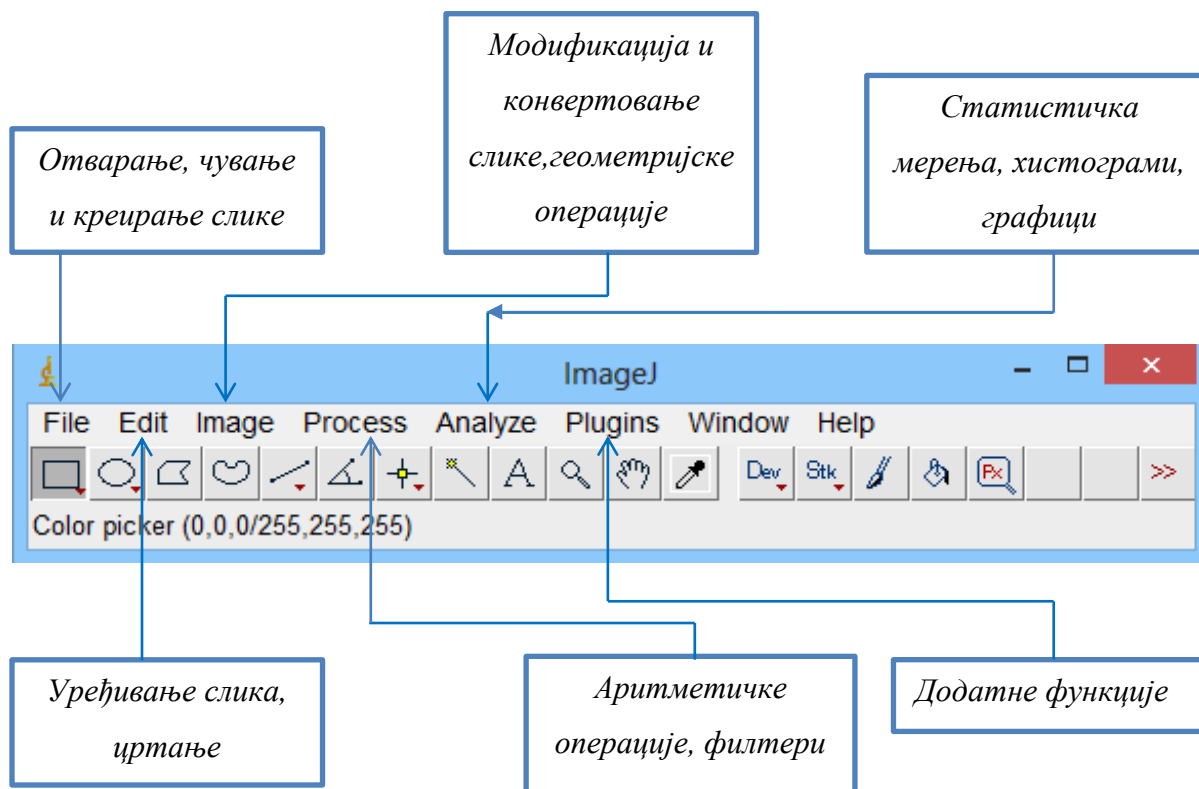 Модификација и
конвертовање
слике,геометријске
операције
Статистичка
мерења, хистограми,
графици
Отварање, чување
и креирање слике
ImageJ
File Edit Image Process Analyze Plugins Window Help
A Dev Stk Px >>
Color picker (0,0,0/255,255,255)
Уређивање слика,
цртање
Аритметичке
операције, филтери
Додатне функције